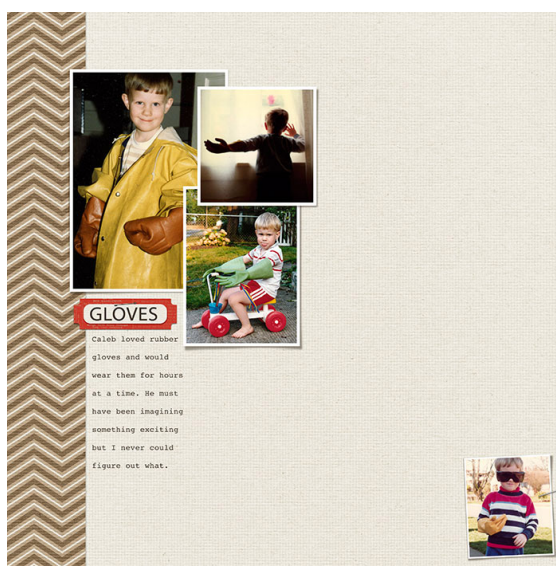 GLOVES
Caleb loved rubber
gloves and would
wear them for hours
at a time. He must
have been imagining
something exciting
but I never could
figure out what.